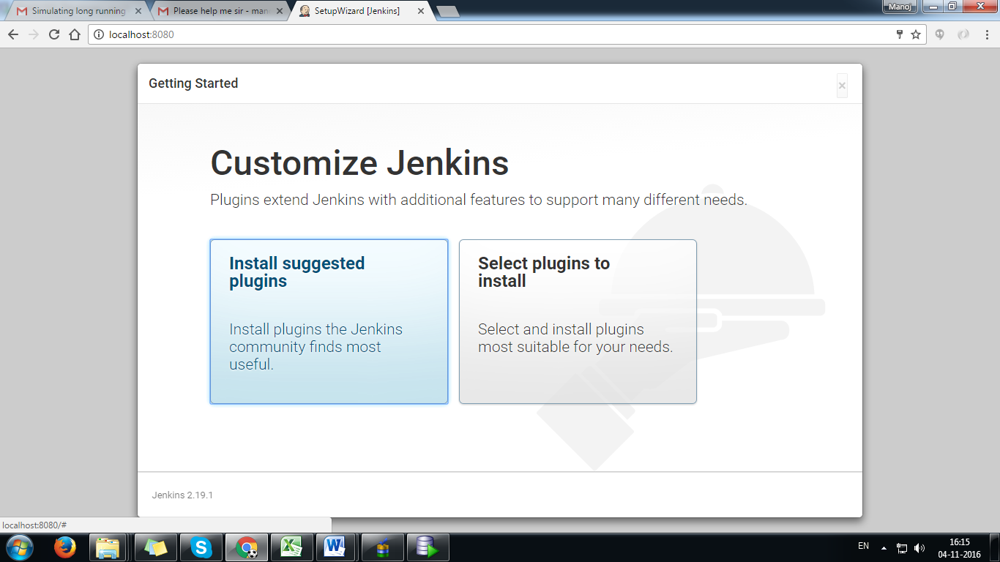 Simulating long running
Please help me sir - man
SetupWizard [Jenkins]
Manoj
localhost:8080
Getting Started
Customize Jenkins
Plugins extend Jenkins with additional features to support many different needs.
Install suggested
plugins
Install plugins the Jenkins
community finds most
useful.
Select plugins to
install
Select and install plugins
most suitable for your needs.
Jenkins 2.19.1
localhost:8080/#
EN
16:15
04-11-2016